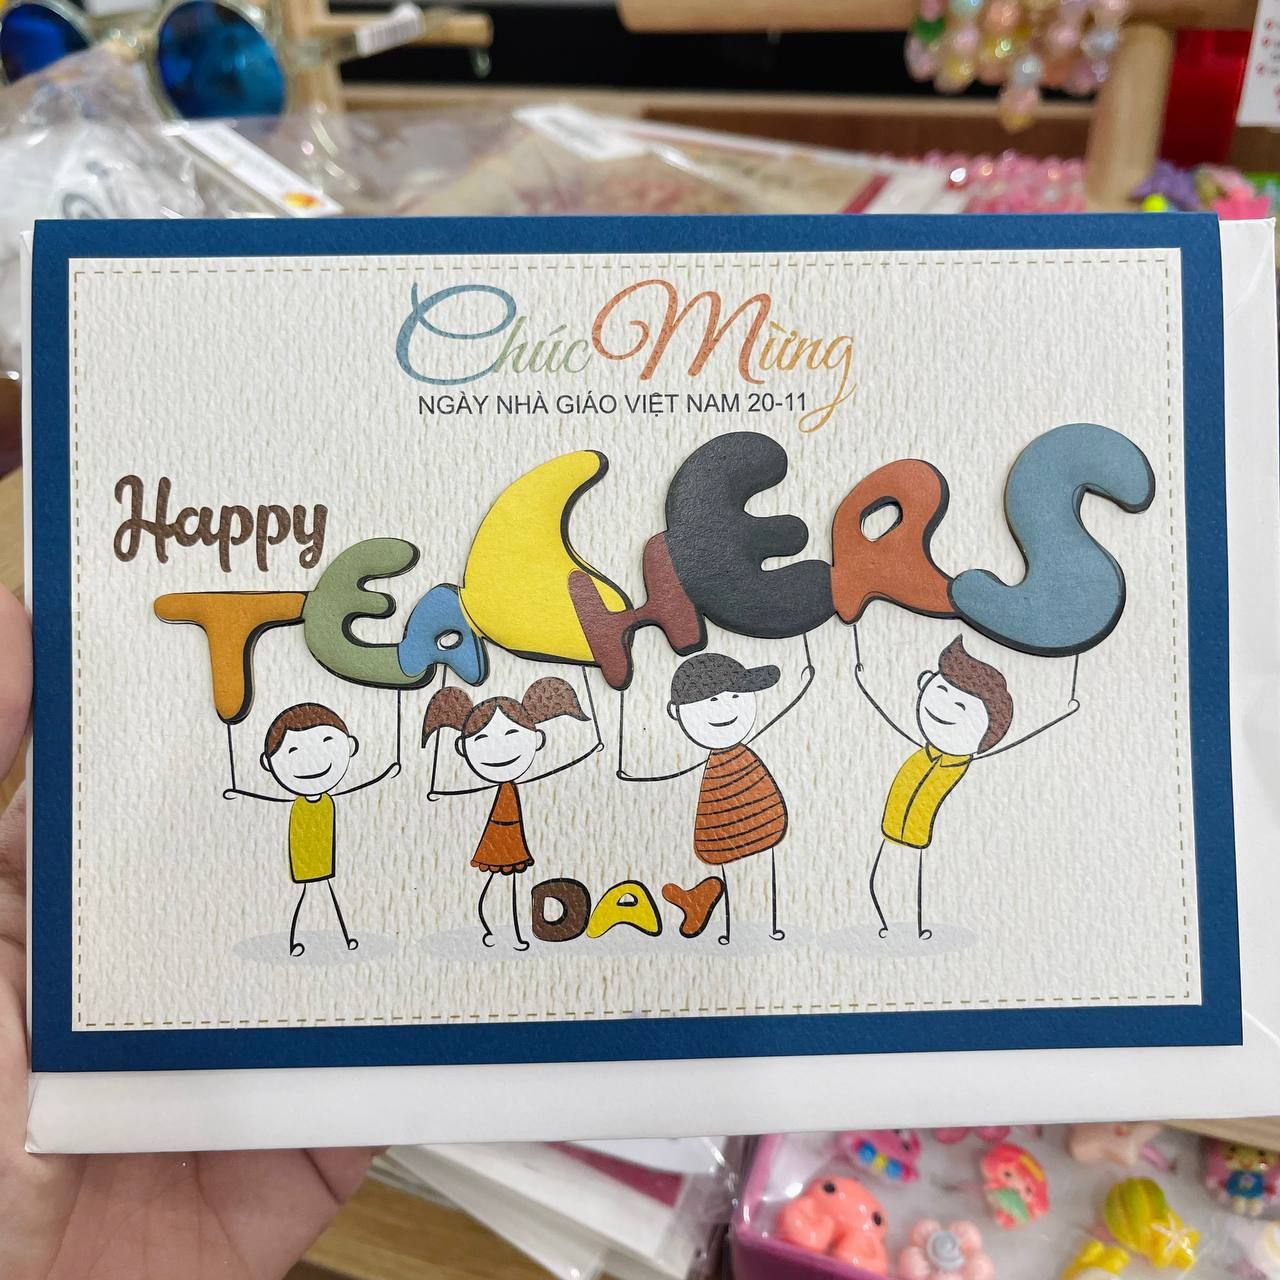 Chúc Mừng
NGÀY NHÀ GIÁO VIỆT NAM 20-11
Happy
TEACHERS
DAY